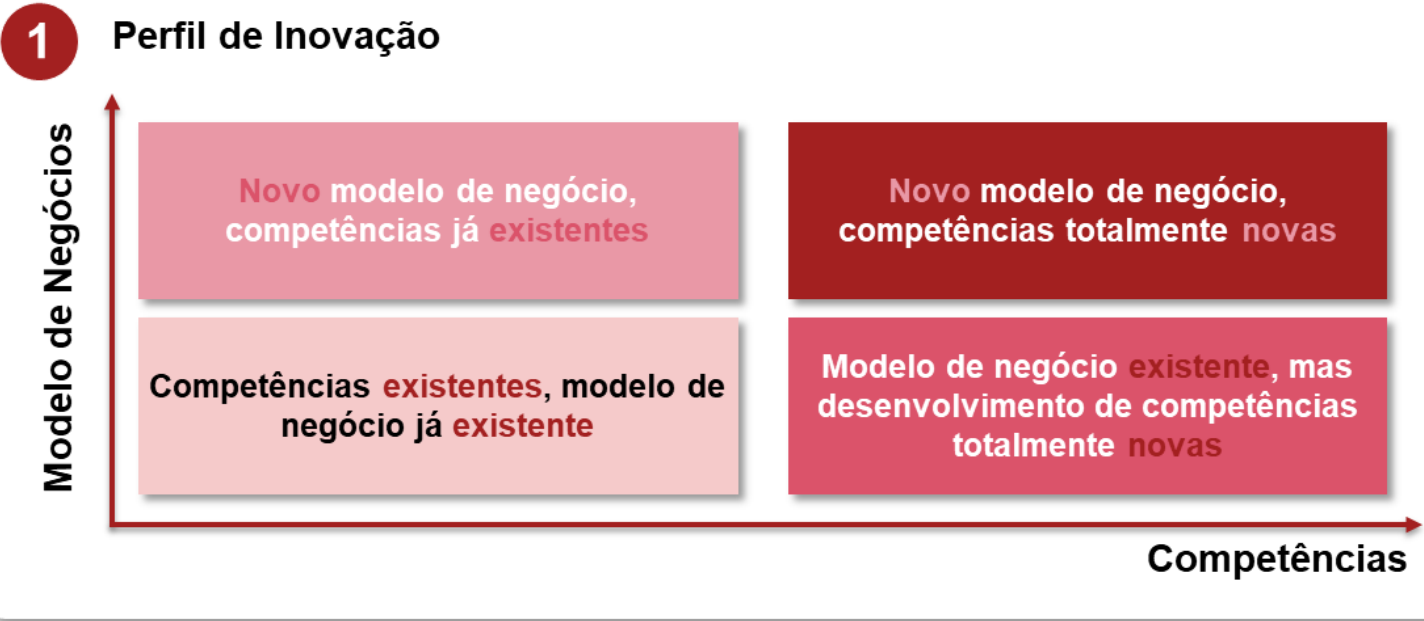 1
Perfil de Inovação
Modelo de Negócios
Novo modelo de negócio,
competências já existentes
Novo modelo de negócio,
competências totalmente novas
Competências existentes, modelo de
negócio já existente
Modelo de negócio existente, mas
desenvolvimento de competências
totalmente novas
Competências